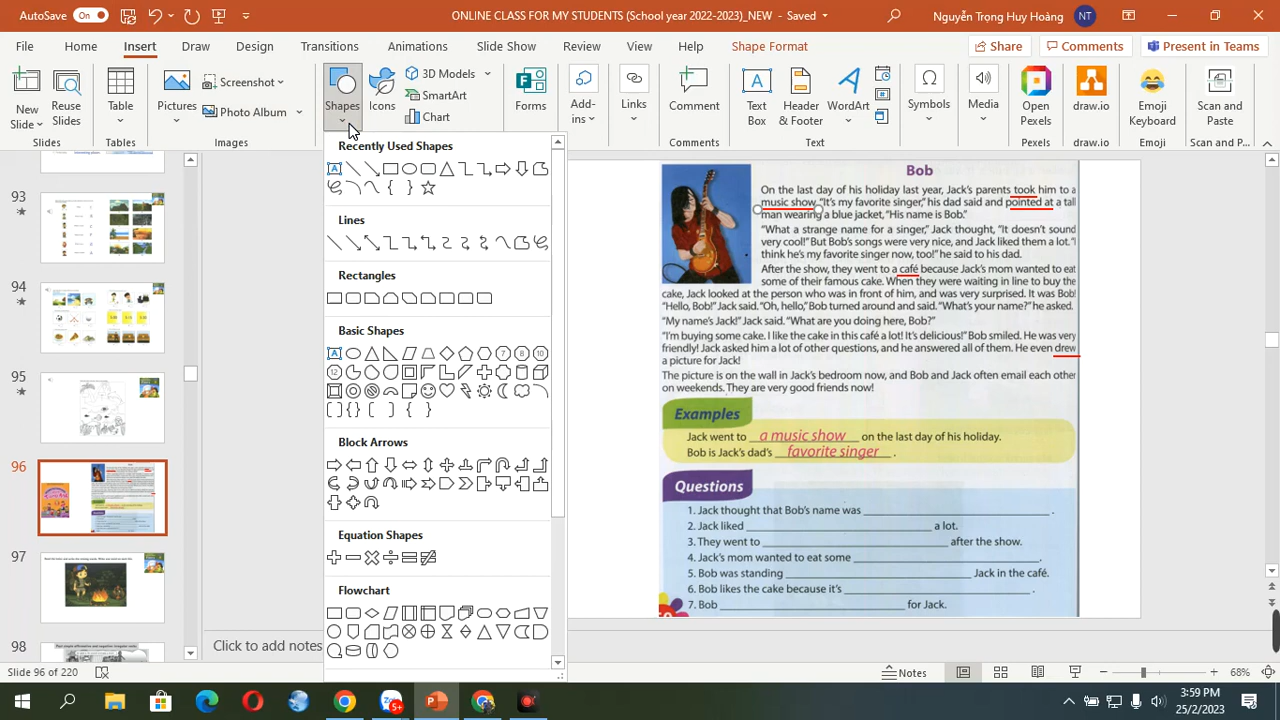 AutoSave On ONLINE CLASS FOR MY STUDENTS (School year 2022-2023)_NEW - Saved Nguyễn Trọng Huy Hoàng NT
File Home Insert Draw Design Transitions Animations Slide Show Review View Help Shape Format Share Comments Present in Teams
New Slide Reuse Slides Table Pictures Screenshot Photo Album Shapes Icons 3D Models SmartArt Chart Forms Add-ins Links Comment Text Box Header & Footer WordArt Symbols Media Open Pexels draw.io Emoji Keyboard Scan and Paste
Slides Tables Images Comments Text Pexels draw.io Emoji Scan and P...
Recently Used Shapes
Lines
Rectangles
Basic Shapes
Block Arrows
Equation Shapes
Flowchart
93
94
95
96
97
98
Bob
On the last day of his holiday last year, Jack's parents took him to a
music show. "It's my favorite singer," his dad said and pointed at a tall
man wearing a blue jacket, "His name is Bob."
"What a strange name for a singer," Jack thought, "It doesn't sound
very cool!" But Bob's songs were very nice, and Jack liked them a lot. "I
think he's my favorite singer now, too!" he said to his dad.
After the show, they went to a café because Jack's mom wanted to eat
some of their famous cake. When they were waiting in line to buy the
cake, Jack looked at the person who was in front of him, and was very surprised. It was Bob!
"Hello, Bob!" Jack said. "Oh, hello," Bob turned around and said. "What's your name?" he asked.
"My name's Jack!" Jack said. "What are you doing here, Bob?"
"I'm buying some cake. I like the cake in this café a lot! It's delicious!" Bob smiled. He was very
friendly! Jack asked him a lot of other questions, and he answered all of them. He even drew
a picture for Jack!
The picture is on the wall in Jack's bedroom now, and Bob and Jack often email each other
on weekends. They are very good friends now!
Examples
Jack went to a music show on the last day of his holiday.
Bob is Jack's dad's favorite singer .
Questions
1. Jack thought that Bob's name was ____ .
2. Jack liked ____ a lot.
3. They went to ____ after the show.
4. Jack's mom wanted to eat some ____ .
5. Bob was standing ____ Jack in the café.
6. Bob likes the cake because it's ____ .
7. Bob ____ for Jack.
Click to add notes
Slide 96 of 220 Notes 68%
3:59 PM
25/2/2023